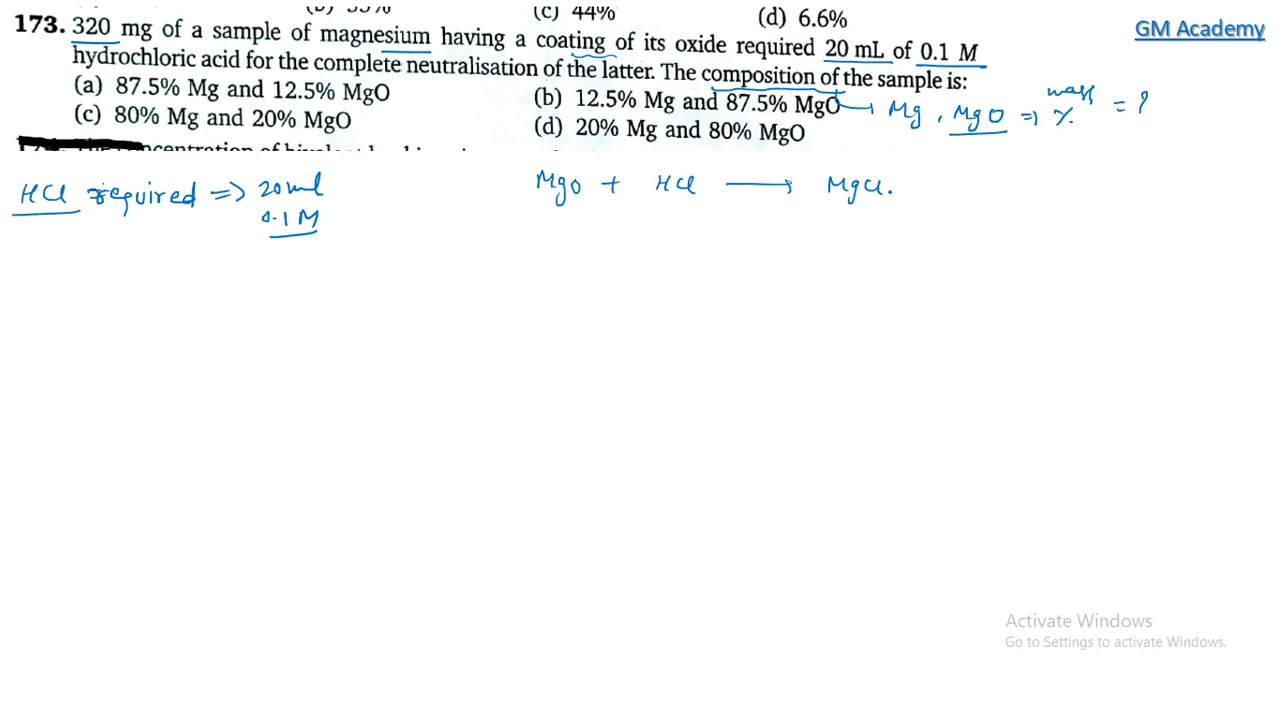 (c) 44%
(d) 6.6%
GM Academy
173. 320 mg of a sample of magnesium having a coating of its oxide required 20 mL of 0.1 M
hydrochloric acid for the complete neutralisation of the latter. The composition of the sample is:
(a) 87.5% Mg and 12.5% MgO
(b) 12.5% Mg and 87.5% MgO
(c) 80% Mg and 20% MgO
(d) 20% Mg and 80% MgO
→ Mg, MgO ⇒ mass % = ?
HCl required ⇒ 20 ml
0.1 M
MgO + HCl ⟶ MgCl.
Activate Windows
Go to Settings to activate Windows.